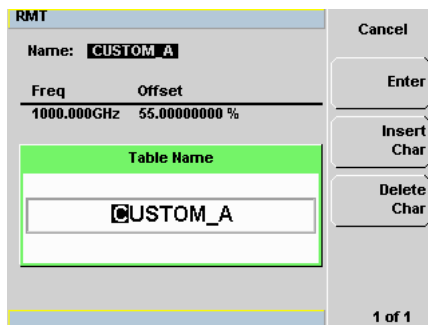 RMT
Name: CUSTOM_A
Freq Offset
1000.000GHz 55.00000000 %
Table Name
CUSTOM_A
Cancel
Enter
Insert
Char
Delete
Char
1 of 1